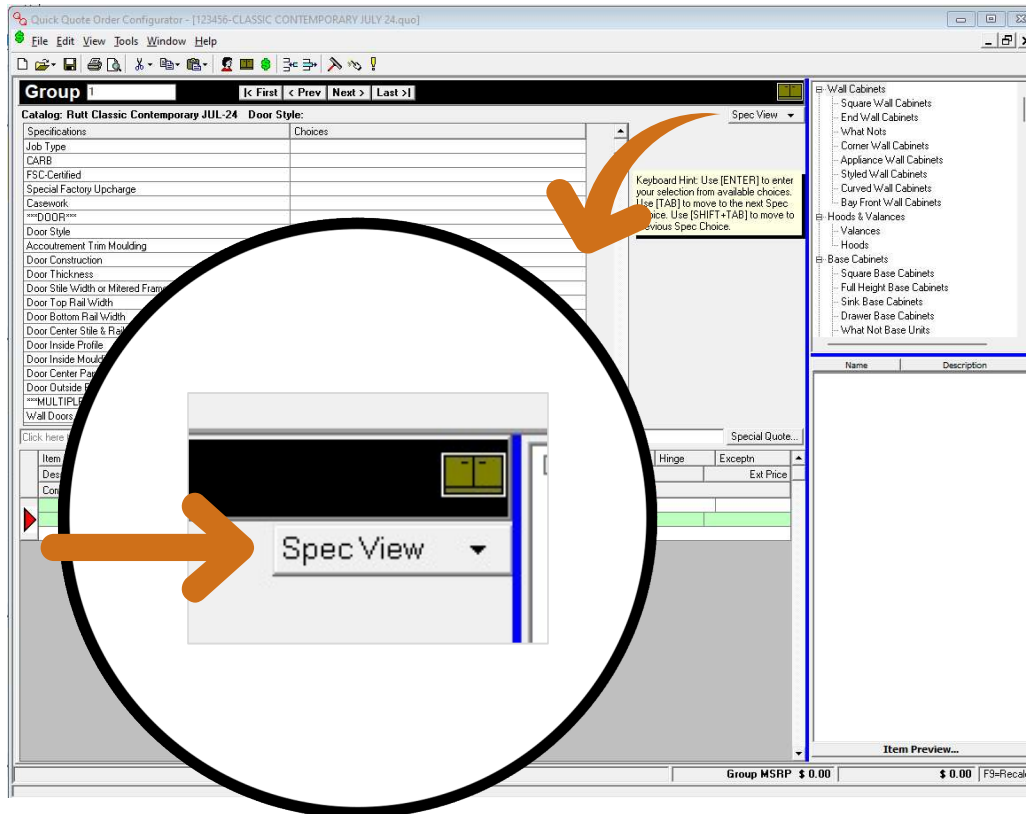 Quick Quote Order Configurator - [123456-CLASSIC CONTEMPORARY JULY 24.quo]
File Edit View Tools Window Help
Group 1 |< First < Prev Next > Last >|
Catalog: Rutt Classic Contemporary JUL-24 Door Style:
Spec View
Specifications Choices
Job Type
CARB
FSC-Certified
Special Factory Upcharge
Casework
***DOOR***
Door Style
Accoutrement Trim Moulding
Door Construction
Door Thickness
Door Stile Width or Mitered Frame
Door Top Rail Width
Door Bottom Rail Width
Door Center Stile & Rail
Door Inside Profile
Door Inside
Door Center
Door Outside
Wall Doors
Keyboard Hint: Use [ENTER] to enter
your selection from available choices.
Use [TAB] to move to the next Spec
Choice. Use [SHIFT+TAB] to move to
Previous Spec Choice.
Click here
Special Quote...
Item Hinge Exceptn
Ext Price
Spec View
Wall Cabinets
Square Wall Cabinets
End Wall Cabinets
What Nots
Corner Wall Cabinets
Appliance Wall Cabinets
Styled Wall Cabinets
Curved Wall Cabinets
Bay Front Wall Cabinets
Hoods & Valances
Valances
Hoods
Base Cabinets
Square Base Cabinets
Full Height Base Cabinets
Sink Base Cabinets
Drawer Base Cabinets
What Not Base Units
Name Description
Item Preview...
Group MSRP $ 0.00 $ 0.00 F9=Recalc